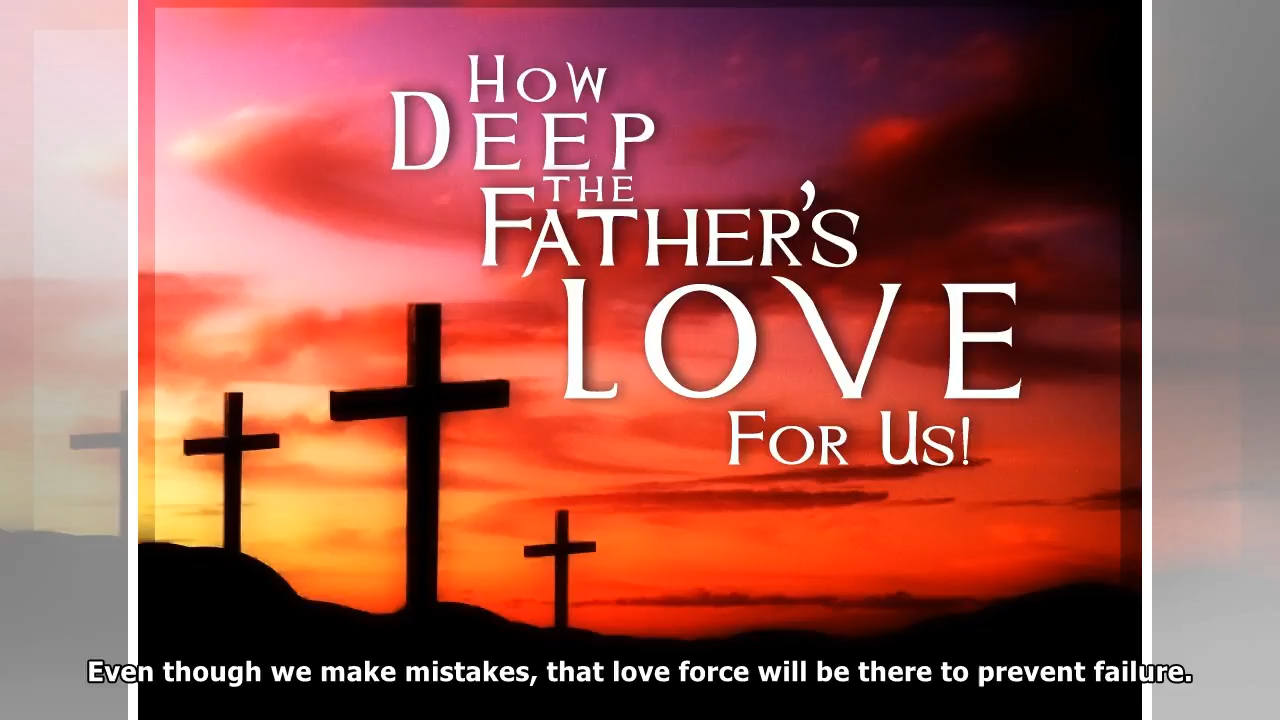 How
Deep
the
Father's
Love
For Us!
Even though we make mistakes, that love force will be there to prevent failure.